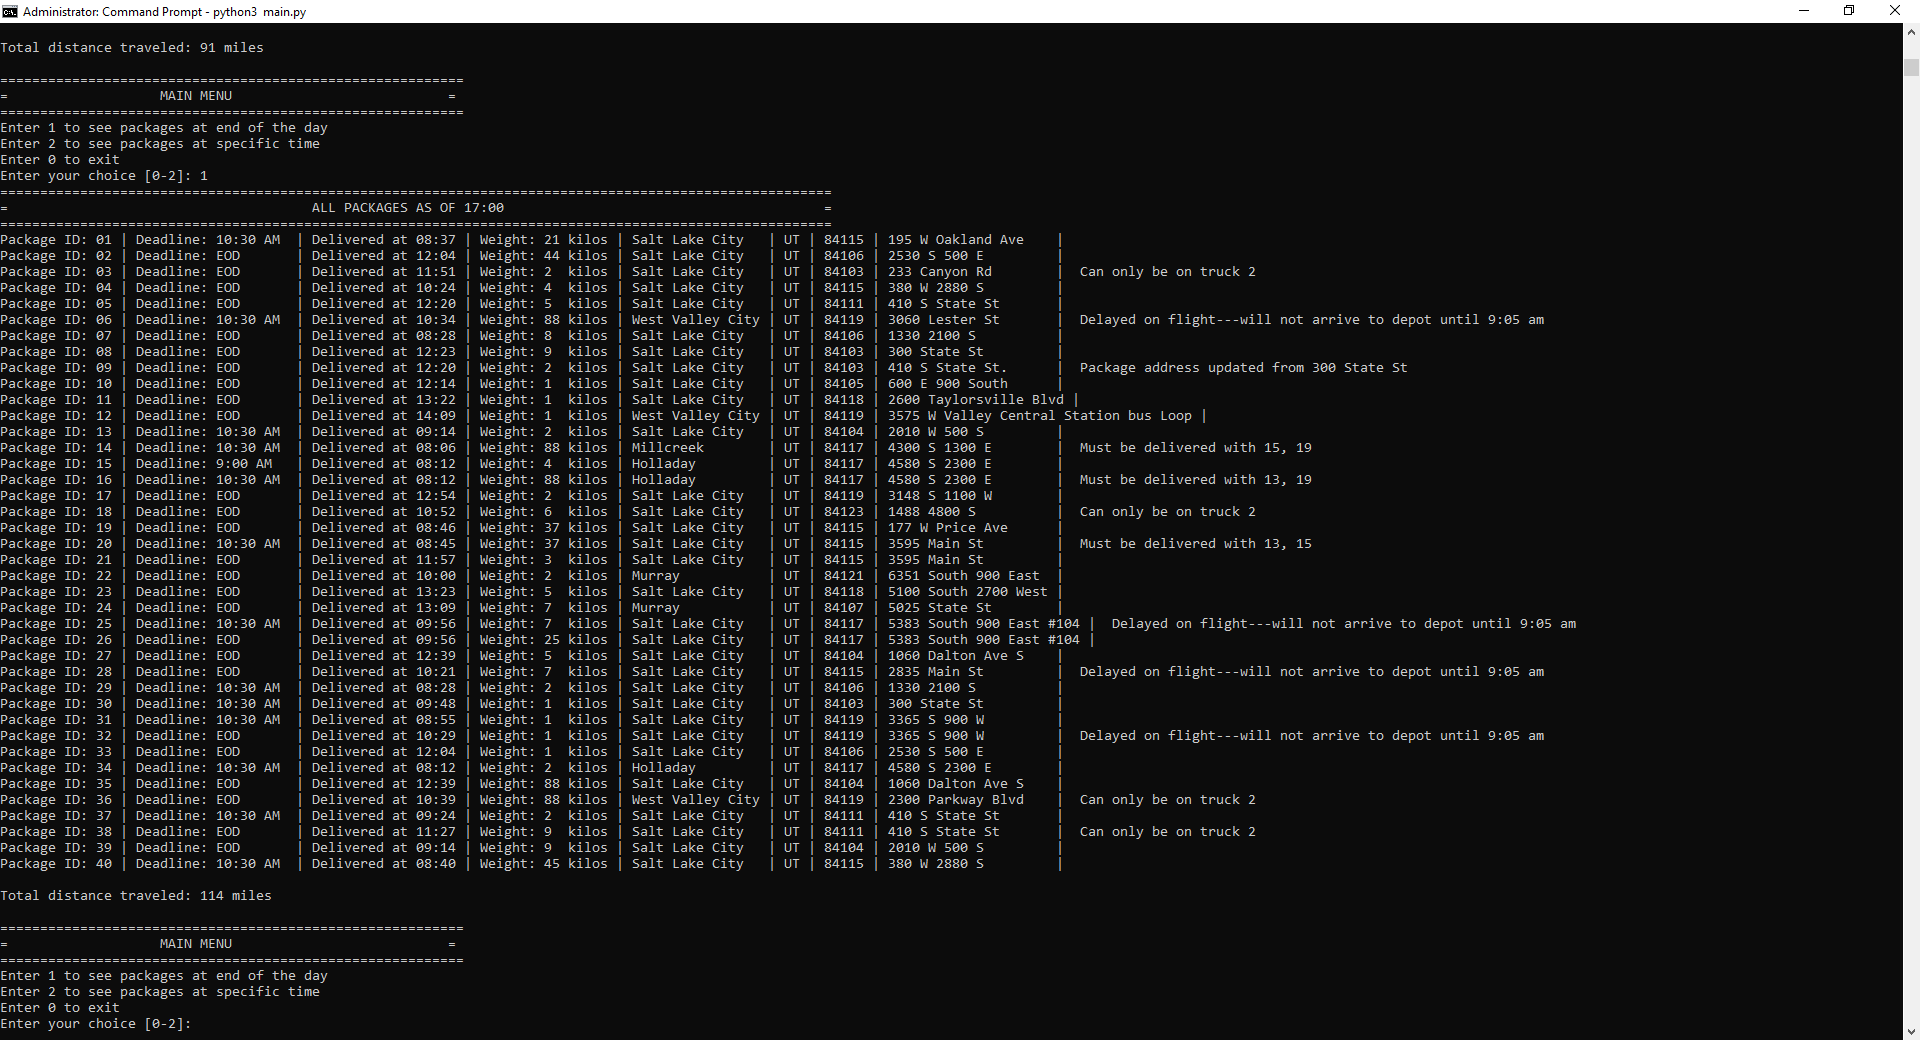 Administrator: Command Prompt - python3  main.py
Total distance traveled: 91 miles
==========================================================
=                   MAIN MENU                           =
==========================================================
Enter 1 to see packages at end of the day
Enter 2 to see packages at specific time
Enter 0 to exit
Enter your choice [0-2]: 1
========================================================================================================
=                                      ALL PACKAGES AS OF 17:00                                        =
========================================================================================================
Package ID: 01 | Deadline: 10:30 AM  | Delivered at 08:37 | Weight: 21 kilos | Salt Lake City   | UT | 84115 | 195 W Oakland Ave    |
Package ID: 02 | Deadline: EOD       | Delivered at 12:04 | Weight: 44 kilos | Salt Lake City   | UT | 84106 | 2530 S 500 E         |
Package ID: 03 | Deadline: EOD       | Delivered at 11:51 | Weight: 2  kilos | Salt Lake City   | UT | 84103 | 233 Canyon Rd        |  Can only be on truck 2
Package ID: 04 | Deadline: EOD       | Delivered at 10:24 | Weight: 4  kilos | Salt Lake City   | UT | 84115 | 380 W 2880 S         |
Package ID: 05 | Deadline: EOD       | Delivered at 12:20 | Weight: 5  kilos | Salt Lake City   | UT | 84111 | 410 S State St       |
Package ID: 06 | Deadline: 10:30 AM  | Delivered at 10:34 | Weight: 88 kilos | West Valley City | UT | 84119 | 3060 Lester St       |  Delayed on flight---will not arrive to depot until 9:05 am
Package ID: 07 | Deadline: EOD       | Delivered at 08:28 | Weight: 8  kilos | Salt Lake City   | UT | 84106 | 1330 2100 S          |
Package ID: 08 | Deadline: EOD       | Delivered at 12:23 | Weight: 9  kilos | Salt Lake City   | UT | 84103 | 300 State St         |
Package ID: 09 | Deadline: EOD       | Delivered at 12:20 | Weight: 2  kilos | Salt Lake City   | UT | 84103 | 410 S State St.      |  Package address updated from 300 State St
Package ID: 10 | Deadline: EOD       | Delivered at 12:14 | Weight: 1  kilos | Salt Lake City   | UT | 84105 | 600 E 900 South      |
Package ID: 11 | Deadline: EOD       | Delivered at 13:22 | Weight: 1  kilos | Salt Lake City   | UT | 84118 | 2600 Taylorsville Blvd |
Package ID: 12 | Deadline: EOD       | Delivered at 14:09 | Weight: 1  kilos | West Valley City | UT | 84119 | 3575 W Valley Central Station bus Loop |
Package ID: 13 | Deadline: 10:30 AM  | Delivered at 09:14 | Weight: 2  kilos | Salt Lake City   | UT | 84104 | 2010 W 500 S         |
Package ID: 14 | Deadline: 10:30 AM  | Delivered at 08:06 | Weight: 88 kilos | Millcreek        | UT | 84117 | 4300 S 1300 E        |  Must be delivered with 15, 19
Package ID: 15 | Deadline: 9:00 AM   | Delivered at 08:12 | Weight: 4  kilos | Holladay         | UT | 84117 | 4580 S 2300 E        |
Package ID: 16 | Deadline: 10:30 AM  | Delivered at 08:12 | Weight: 88 kilos | Holladay         | UT | 84117 | 4580 S 2300 E        |  Must be delivered with 13, 19
Package ID: 17 | Deadline: EOD       | Delivered at 12:54 | Weight: 2  kilos | Salt Lake City   | UT | 84119 | 3148 S 1100 W        |
Package ID: 18 | Deadline: EOD       | Delivered at 10:52 | Weight: 6  kilos | Salt Lake City   | UT | 84123 | 1488 4800 S          |  Can only be on truck 2
Package ID: 19 | Deadline: EOD       | Delivered at 08:46 | Weight: 37 kilos | Salt Lake City   | UT | 84115 | 177 W Price Ave      |
Package ID: 20 | Deadline: 10:30 AM  | Delivered at 08:45 | Weight: 37 kilos | Salt Lake City   | UT | 84115 | 3595 Main St         |  Must be delivered with 13, 15
Package ID: 21 | Deadline: EOD       | Delivered at 11:57 | Weight: 3  kilos | Salt Lake City   | UT | 84115 | 3595 Main St         |
Package ID: 22 | Deadline: EOD       | Delivered at 10:00 | Weight: 2  kilos | Murray           | UT | 84121 | 6351 South 900 East  |
Package ID: 23 | Deadline: EOD       | Delivered at 13:23 | Weight: 5  kilos | Salt Lake City   | UT | 84118 | 5100 South 2700 West |
Package ID: 24 | Deadline: EOD       | Delivered at 13:09 | Weight: 7  kilos | Murray           | UT | 84107 | 5025 State St        |
Package ID: 25 | Deadline: 10:30 AM  | Delivered at 09:56 | Weight: 7  kilos | Salt Lake City   | UT | 84117 | 5383 South 900 East #104 |  Delayed on flight---will not arrive to depot until 9:05 am
Package ID: 26 | Deadline: EOD       | Delivered at 09:56 | Weight: 25 kilos | Salt Lake City   | UT | 84117 | 5383 South 900 East #104 |
Package ID: 27 | Deadline: EOD       | Delivered at 12:39 | Weight: 5  kilos | Salt Lake City   | UT | 84104 | 1060 Dalton Ave S    |
Package ID: 28 | Deadline: EOD       | Delivered at 10:21 | Weight: 7  kilos | Salt Lake City   | UT | 84115 | 2835 Main St         |  Delayed on flight---will not arrive to depot until 9:05 am
Package ID: 29 | Deadline: 10:30 AM  | Delivered at 08:28 | Weight: 2  kilos | Salt Lake City   | UT | 84106 | 1330 2100 S          |
Package ID: 30 | Deadline: 10:30 AM  | Delivered at 09:48 | Weight: 1  kilos | Salt Lake City   | UT | 84103 | 300 State St         |
Package ID: 31 | Deadline: 10:30 AM  | Delivered at 08:55 | Weight: 1  kilos | Salt Lake City   | UT | 84119 | 3365 S 900 W         |
Package ID: 32 | Deadline: EOD       | Delivered at 10:29 | Weight: 1  kilos | Salt Lake City   | UT | 84119 | 3365 S 900 W         |  Delayed on flight---will not arrive to depot until 9:05 am
Package ID: 33 | Deadline: EOD       | Delivered at 12:04 | Weight: 1  kilos | Salt Lake City   | UT | 84106 | 2530 S 500 E         |
Package ID: 34 | Deadline: 10:30 AM  | Delivered at 08:12 | Weight: 2  kilos | Holladay         | UT | 84117 | 4580 S 2300 E        |
Package ID: 35 | Deadline: EOD       | Delivered at 12:39 | Weight: 88 kilos | Salt Lake City   | UT | 84104 | 1060 Dalton Ave S    |
Package ID: 36 | Deadline: EOD       | Delivered at 10:39 | Weight: 88 kilos | West Valley City | UT | 84119 | 2300 Parkway Blvd    |  Can only be on truck 2
Package ID: 37 | Deadline: 10:30 AM  | Delivered at 09:24 | Weight: 2  kilos | Salt Lake City   | UT | 84111 | 410 S State St       |
Package ID: 38 | Deadline: EOD       | Delivered at 11:27 | Weight: 9  kilos | Salt Lake City   | UT | 84111 | 410 S State St       |  Can only be on truck 2
Package ID: 39 | Deadline: EOD       | Delivered at 09:14 | Weight: 9  kilos | Salt Lake City   | UT | 84104 | 2010 W 500 S         |
Package ID: 40 | Deadline: 10:30 AM  | Delivered at 08:40 | Weight: 45 kilos | Salt Lake City   | UT | 84115 | 380 W 2880 S         |
Total distance traveled: 114 miles
==========================================================
=                   MAIN MENU                           =
==========================================================
Enter 1 to see packages at end of the day
Enter 2 to see packages at specific time
Enter 0 to exit
Enter your choice [0-2]: